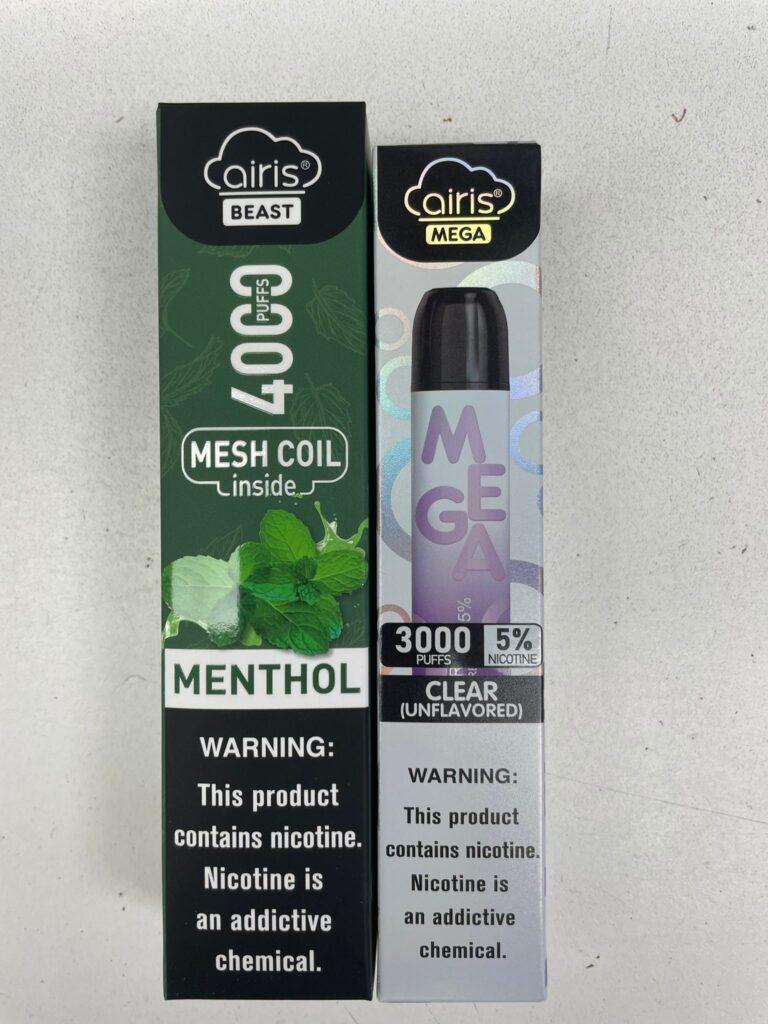 airis®
BEAST
4000
PUFFS
MESH COIL
inside
MENTHOL
WARNING:
This product
contains nicotine.
Nicotine is
an addictive
chemical.
airis®
MEGA
MEGA
5%
3000
PUFFS
5%
NICOTINE
CLEAR
(UNFLAVORED)
WARNING:
This product
contains nicotine.
Nicotine is
an addictive
chemical.